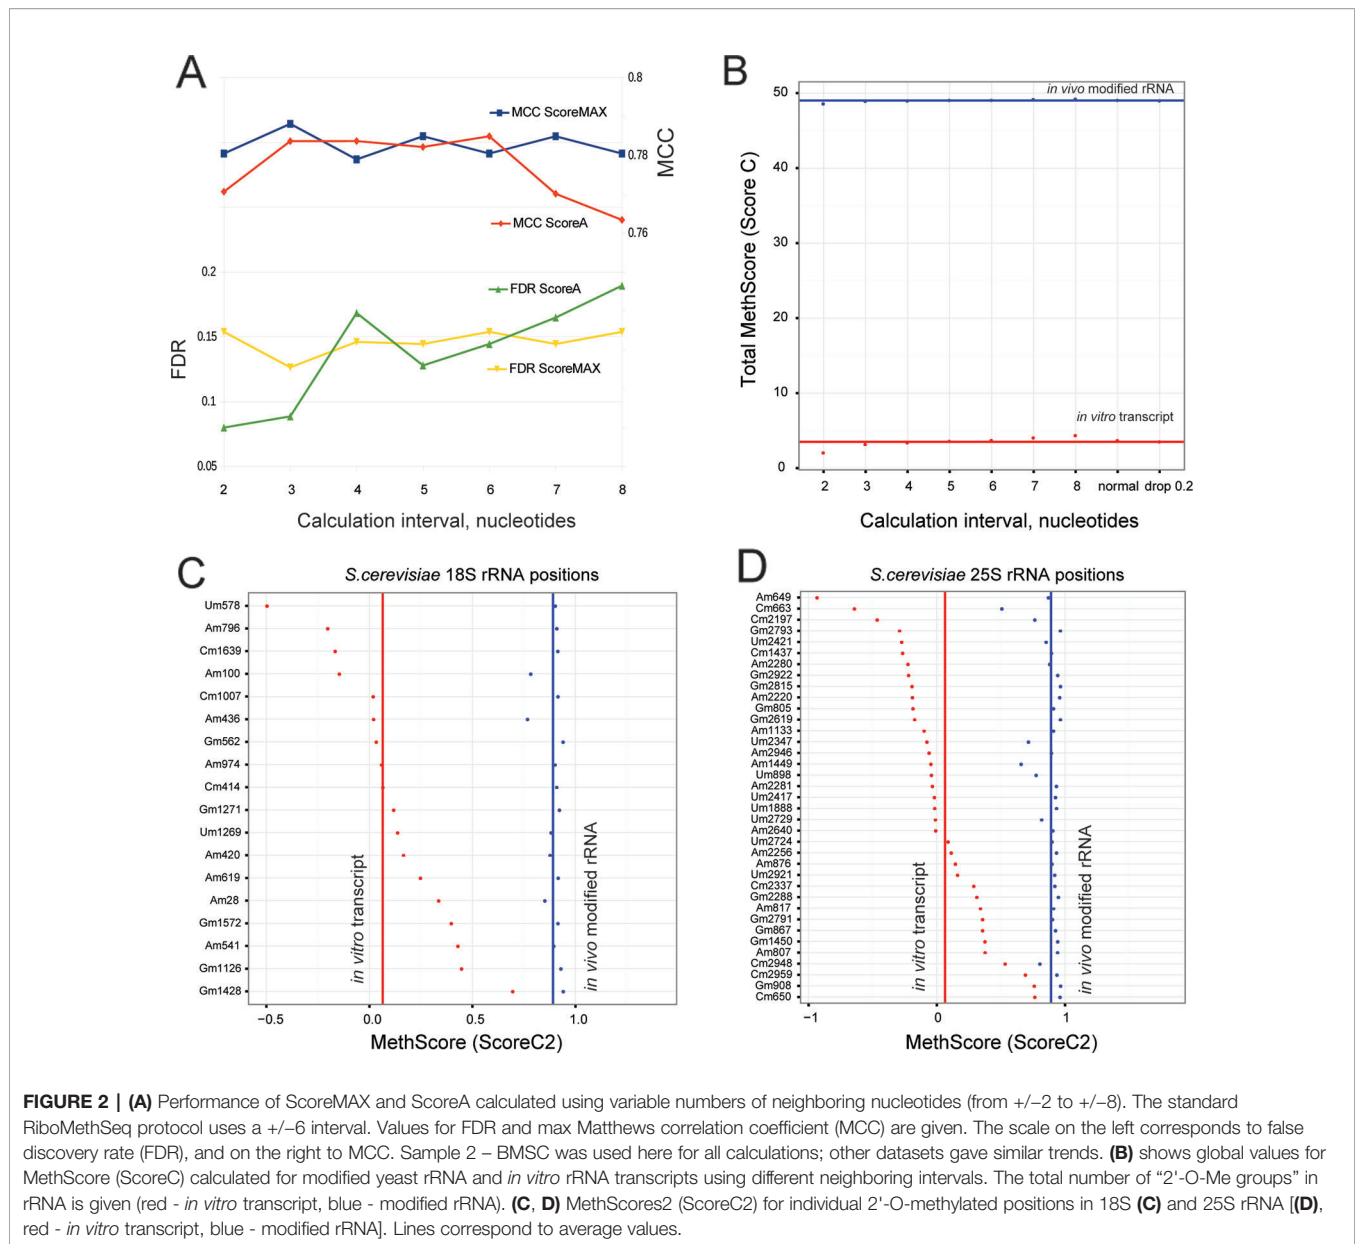 A
0.8
MCC ScoreMAX
0.78
MCC
MCC ScoreA
0.76
0.2
FDR ScoreA
0.15
FDR
FDR ScoreMAX
0.1
0.05
2 3 4 5 6 7 8
Calculation interval, nucleotides
B
50
in vivo modified rRNA
40
30
Total MethScore (Score C)
20
10
in vitro transcript
0
2 3 4 5 6 7 8 normal drop 0.2
Calculation interval, nucleotides
C
S.cerevisiae 18S rRNA positions
Um578
Am796
Cm1639
Am100
Cm1007
Am436
Gm562
Am974
Cm414
Gm1271
Um1269
Am420
Am619
Am28
Gm1572
Am541
Gm1126
Gm1428
in vitro transcript
in vivo modified rRNA
−0.5 0.0 0.5 1.0
MethScore (ScoreC2)
D
S.cerevisiae 25S rRNA positions
Am649
Cm663
Cm2197
Gm2793
Um2421
Cm1437
Am2280
Gm2922
Gm2815
Am2220
Gm805
Gm2619
Am1133
Um2347
Am2946
Am1449
Um898
Am2281
Um2417
Um1888
Um2729
Am2640
Um2724
Am2256
Am876
Um2921
Cm2337
Gm2288
Am817
Gm2791
Gm867
Gm1450
Am807
Cm2948
Cm2959
Gm908
Cm650
in vitro transcript
in vivo modified rRNA
−1 0 1
MethScore (ScoreC2)
FIGURE 2 | (A) Performance of ScoreMAX and ScoreA calculated using variable numbers of neighboring nucleotides (from +/−2 to +/−8). The standard
RiboMethSeq protocol uses a +/−6 interval. Values for FDR and max Matthews correlation coefficient (MCC) are given. The scale on the left corresponds to false
discovery rate (FDR), and on the right to MCC. Sample 2 – BMSC was used here for all calculations; other datasets gave similar trends. (B) shows global values for
MethScore (ScoreC) calculated for modified yeast rRNA and in vitro rRNA transcripts using different neighboring intervals. The total number of “2'-O-Me groups” in
rRNA is given (red - in vitro transcript, blue - modified rRNA). (C, D) MethScores2 (ScoreC2) for individual 2'-O-methylated positions in 18S (C) and 25S rRNA [(D),
red - in vitro transcript, blue - modified rRNA]. Lines correspond to average values.